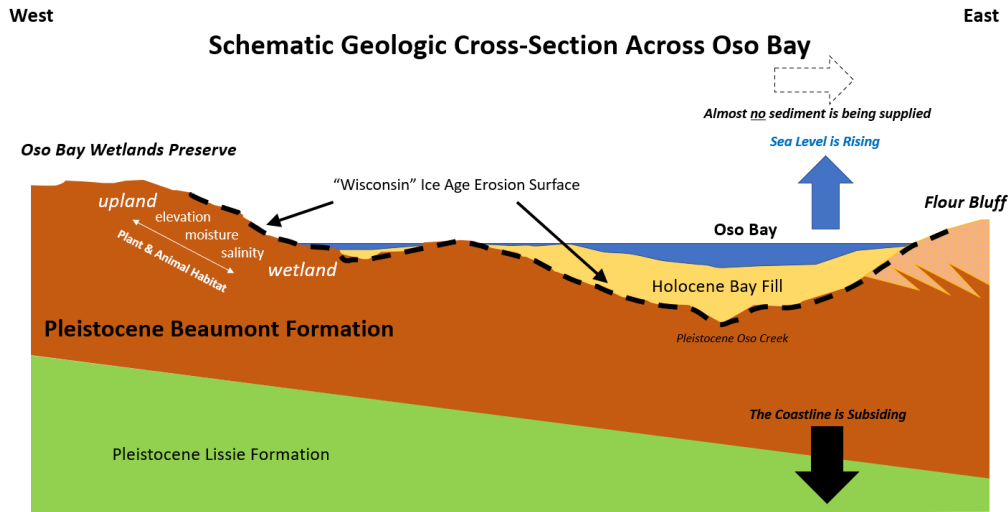 West
East
Schematic Geologic Cross-Section Across Oso Bay
Almost no sediment is being supplied
Sea Level is Rising
Oso Bay Wetlands Preserve
"Wisconsin" Ice Age Erosion Surface
Flour Bluff
upland
elevation
moisture
salinity
Plant & Animal Habitat
wetland
Oso Bay
Holocene Bay Fill
Pleistocene Beaumont Formation
Pleistocene Oso Creek
The Coastline is Subsiding
Pleistocene Lissie Formation